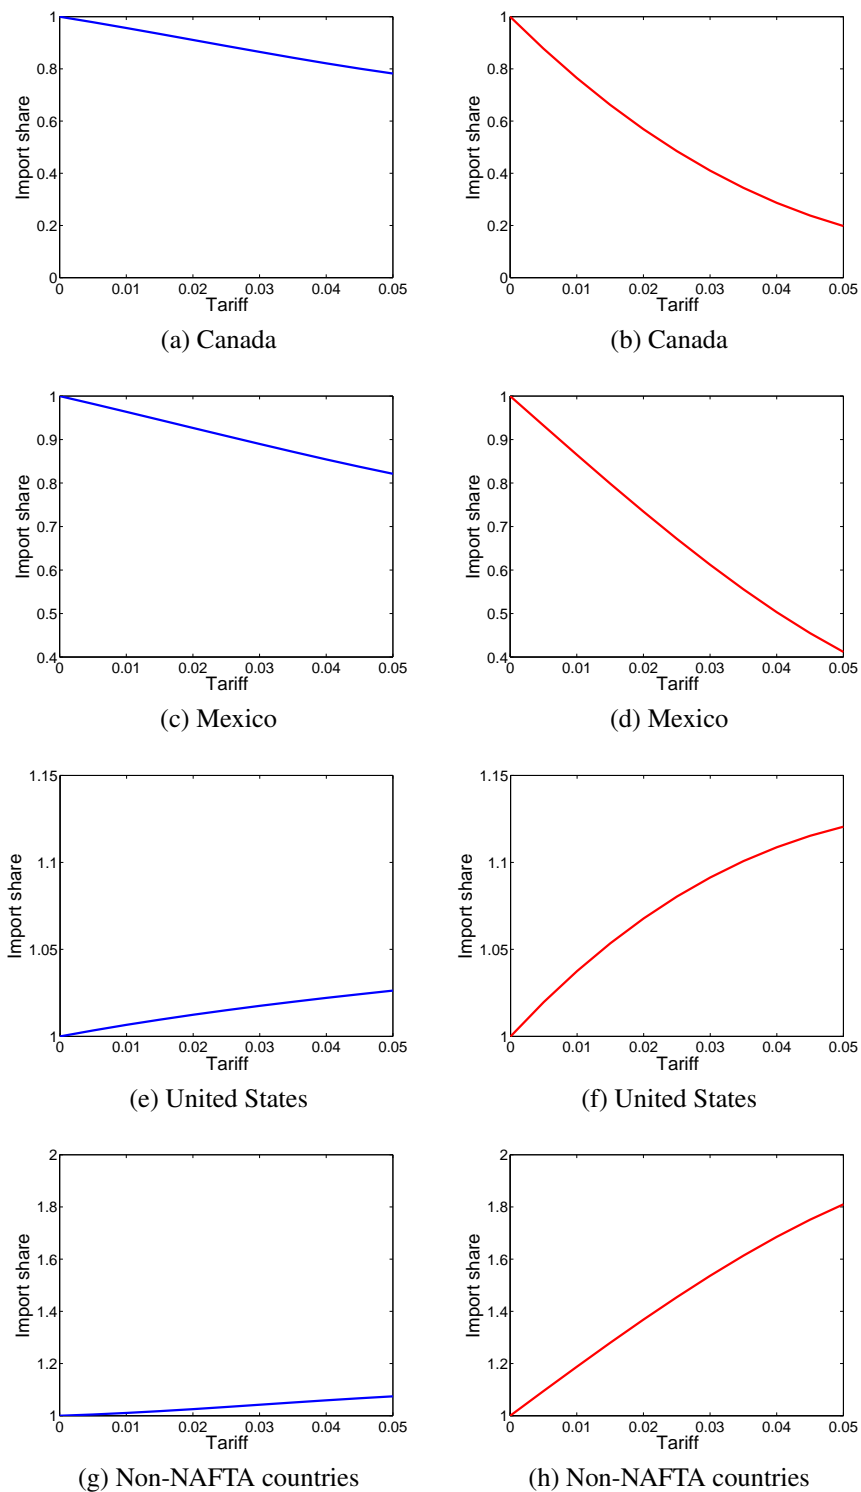 1
0.8
0.6
0.4
0.2
0
0 0.01 0.02 0.03 0.04 0.05
Import share
Tariff
(a) Canada
1
0.8
0.6
0.4
0.2
0
0 0.01 0.02 0.03 0.04 0.05
Import share
Tariff
(b) Canada
1
0.9
0.8
0.7
0.6
0.5
0.4
0 0.01 0.02 0.03 0.04 0.05
Import share
Tariff
(c) Mexico
1
0.9
0.8
0.7
0.6
0.5
0.4
0 0.01 0.02 0.03 0.04 0.05
Import share
Tariff
(d) Mexico
1.15
1.1
1.05
1
0 0.01 0.02 0.03 0.04 0.05
Import share
Tariff
(e) United States
1.15
1.1
1.05
1
0 0.01 0.02 0.03 0.04 0.05
Import share
Tariff
(f) United States
2
1.8
1.6
1.4
1.2
1
0 0.01 0.02 0.03 0.04 0.05
Import share
Tariff
(g) Non-NAFTA countries
2
1.8
1.6
1.4
1.2
1
0 0.01 0.02 0.03 0.04 0.05
Import share
Tariff
(h) Non-NAFTA countries